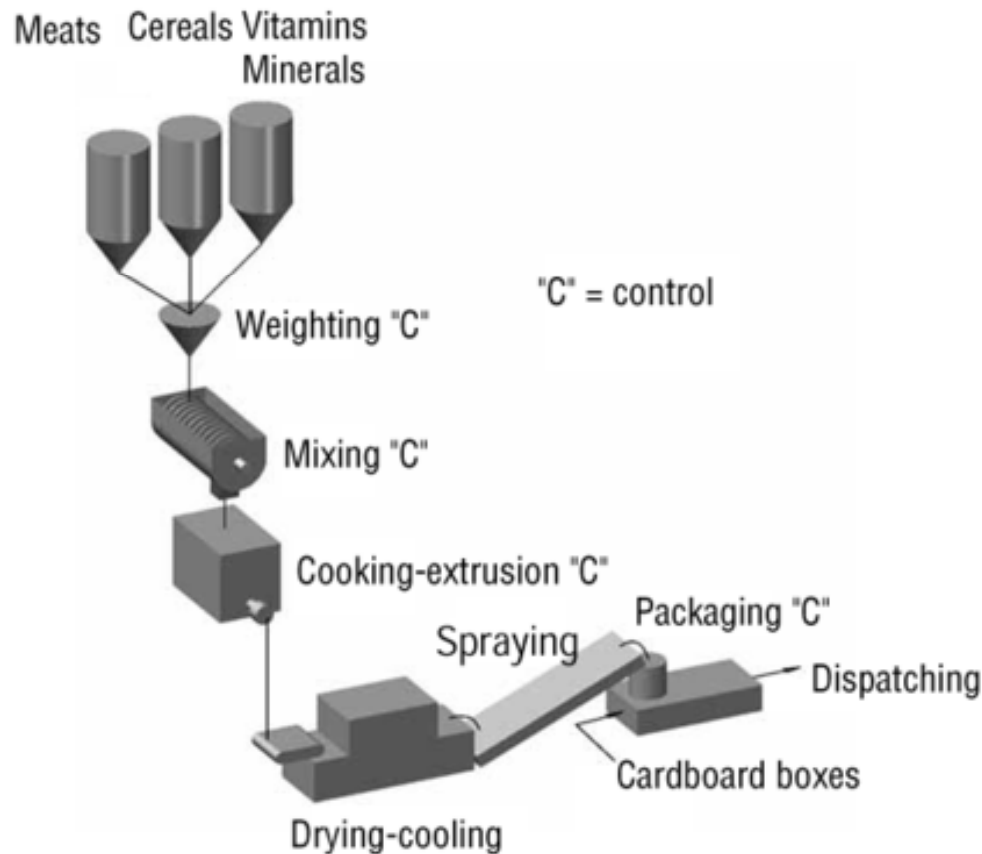 Meats Cereals Vitamins
Minerals
"C" = control
Weighting "C"
Mixing "C"
Cooking-extrusion "C"
Packaging "C"
Spraying
Dispatching
Cardboard boxes
Drying-cooling